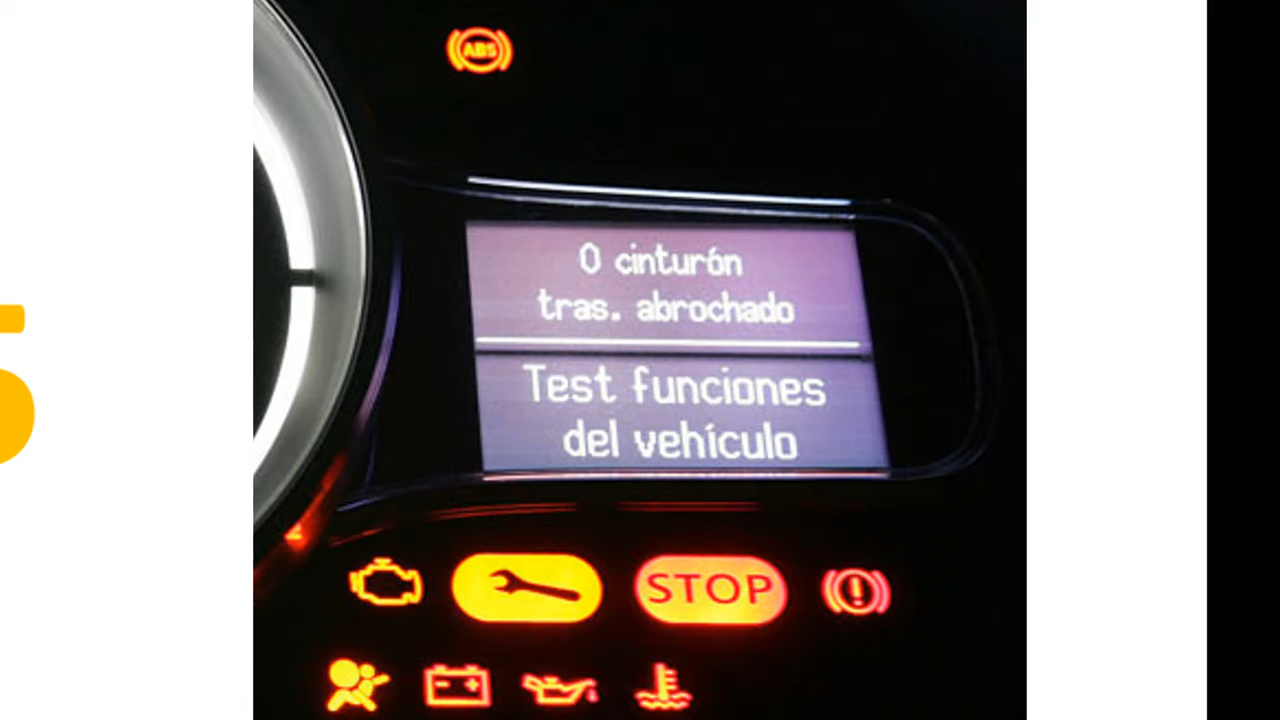 ABS
0 cinturón
tras. abrochado
Test funciones
del vehículo
STOP